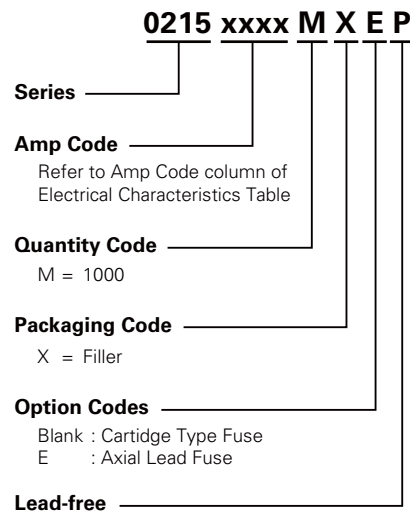 0215 xxxx M X E P
Series
Amp Code
Refer to Amp Code column of
Electrical Characteristics Table
Quantity Code
M = 1000
Packaging Code
X = Filler
Option Codes
Blank : Cartidge Type Fuse
E : Axial Lead Fuse
Lead-free